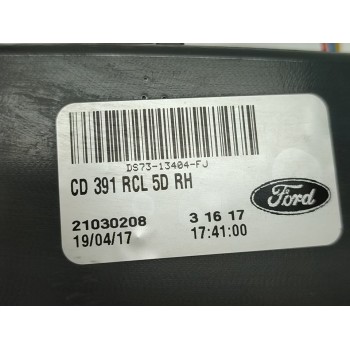 DS73-13404-FJ
CD 391 RCL 5D RH
Ford
21030208 3 16 17
19/04/17 17:41:00